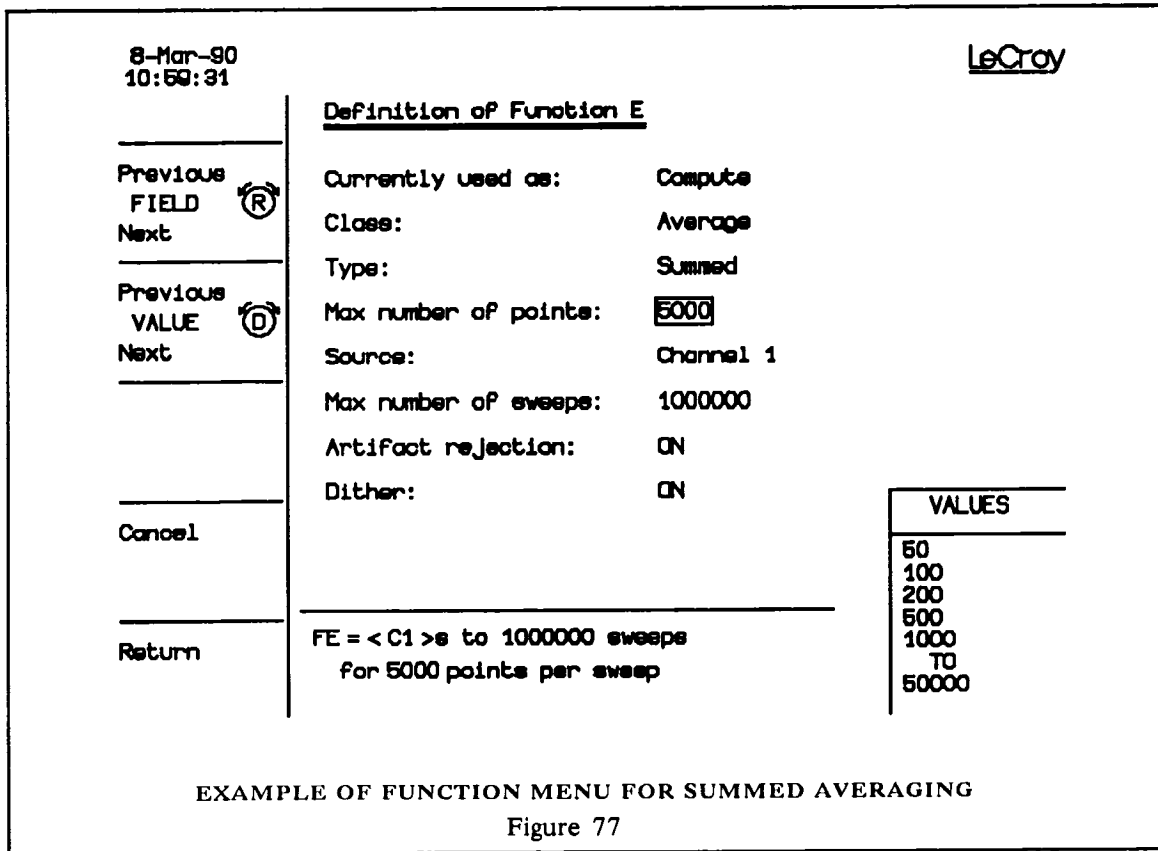 8-Mar-90
10:59:31
LeCroy
Definition of Function E
Previous
FIELD
R
Next
Previous
VALUE
D
Next
Cancel
Return
Currently used as: Compute
Class: Average
Type: Summed
Max number of points: 5000
Source: Channel 1
Max number of sweeps: 1000000
Artifact rejection: ON
Dither: ON
FE = < C1 >s to 1000000 sweeps
for 5000 points per sweep
VALUES
50
100
200
500
1000
TO
50000
EXAMPLE OF FUNCTION MENU FOR SUMMED AVERAGING
Figure 77